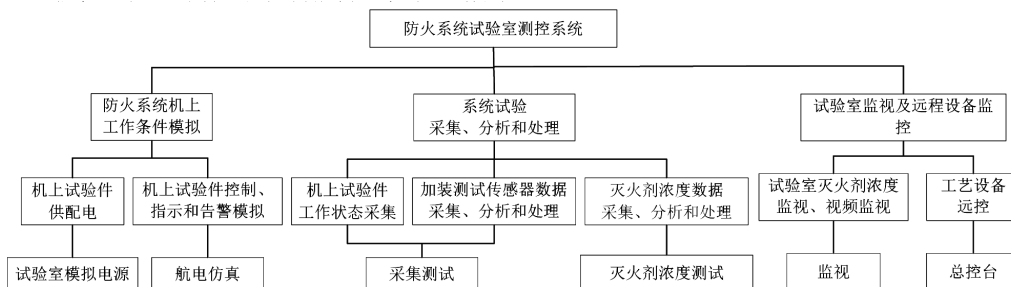 防火系统试验室测控系统
防火系统机上
工作条件模拟
系统试验
采集、分析和处理
试验室监视及远程设备监
控
机上试验件
供配电
机上试验件控制、
指示和告警模拟
机上试验件
工作状态采集
加装测试传感器数据
采集、分析和处理
灭火剂浓度数据
采集、分析和处理
试验室灭火剂浓度
监视、视频监视
工艺设备
远控
试验室模拟电源
航电仿真
采集测试
灭火剂浓度测试
监视
总控台